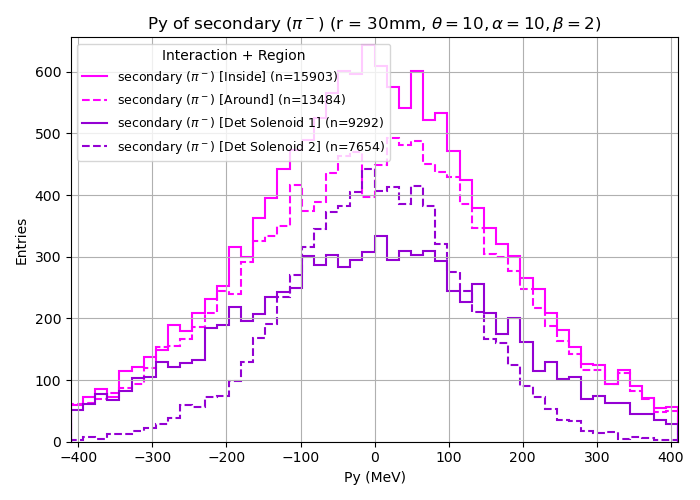 Py of secondary (π⁻) (r = 30mm, θ = 10, α = 10, β = 2)
Interaction + Region
secondary (π⁻) [Inside] (n=15903)
secondary (π⁻) [Around] (n=13484)
secondary (π⁻) [Det Solenoid 1] (n=9292)
secondary (π⁻) [Det Solenoid 2] (n=7654)
Entries
600
500
400
300
200
100
0
−400 −300 −200 −100 0 100 200 300 400
Py (MeV)